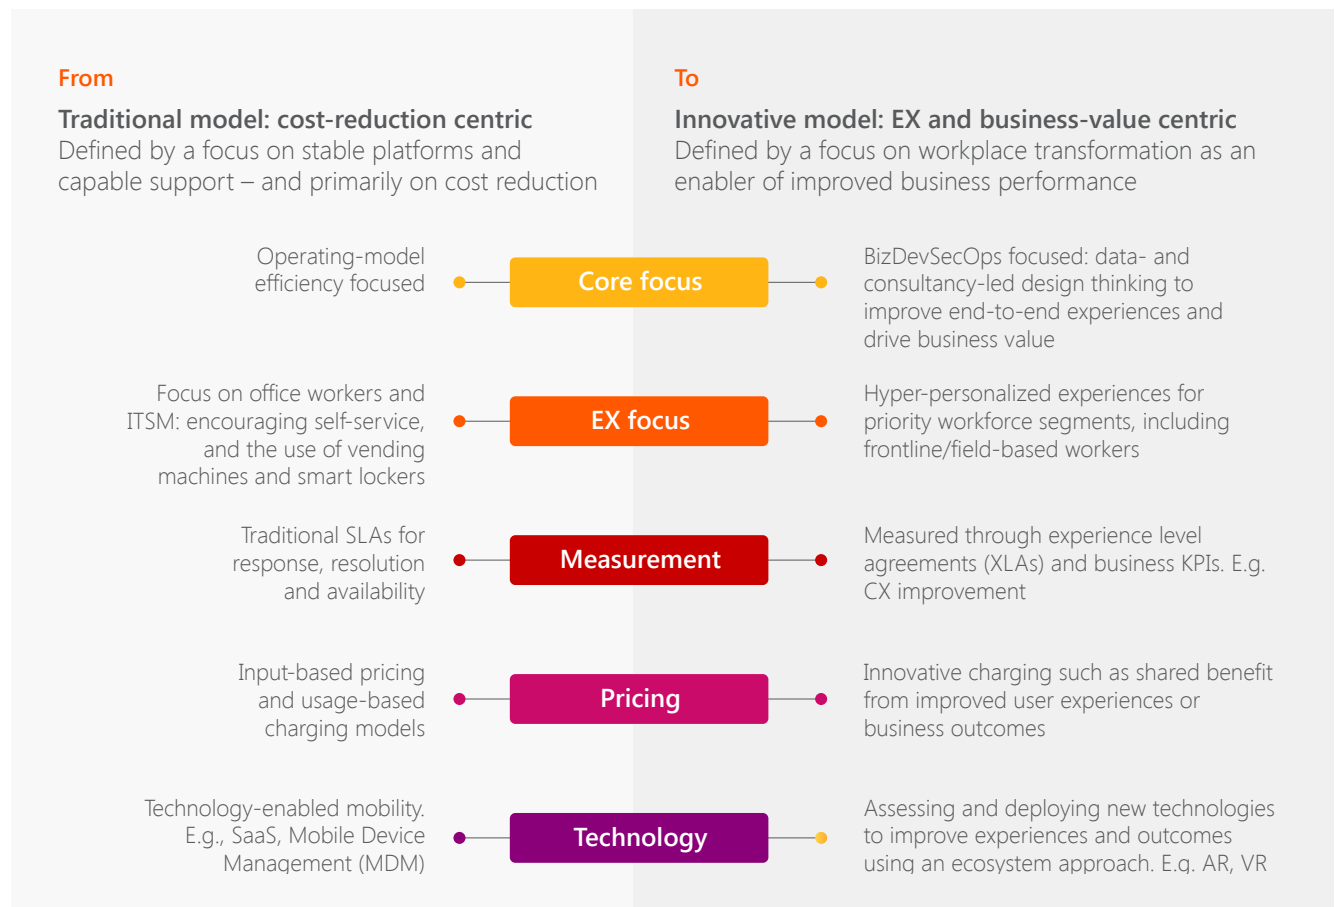 From
Traditional model: cost-reduction centric
Defined by a focus on stable platforms and
capable support – and primarily on cost reduction
To
Innovative model: EX and business-value centric
Defined by a focus on workplace transformation as an
enabler of improved business performance
Operating-model
efficiency focused
Core focus
BizDevSecOps focused: data- and
consultancy-led design thinking to
improve end-to-end experiences and
drive business value
Focus on office workers and
ITSM: encouraging self-service,
and the use of vending
machines and smart lockers
EX focus
Hyper-personalized experiences for
priority workforce segments, including
frontline/field-based workers
Traditional SLAs for
response, resolution
and availability
Measurement
Measured through experience level
agreements (XLAs) and business KPIs. E.g.
CX improvement
Input-based pricing
and usage-based
charging models
Pricing
Innovative charging such as shared benefit
from improved user experiences or
business outcomes
Technology-enabled mobility.
E.g., SaaS, Mobile Device
Management (MDM)
Technology
Assessing and deploying new technologies
to improve experiences and outcomes
using an ecosystem approach. E.g. AR, VR